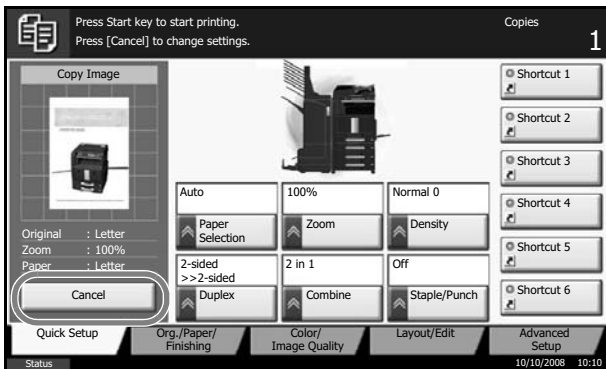 Press Start key to start printing.
Press [Cancel] to change settings.
Copies
1
Copy Image
Original : Letter
Zoom : 100%
Paper : Letter
Cancel
Auto
Paper
Selection
100%
Zoom
Normal 0
Density
2-sided
>>2-sided
Duplex
2 in 1
Combine
Off
Staple/Punch
Shortcut 1
Shortcut 2
Shortcut 3
Shortcut 4
Shortcut 5
Shortcut 6
Quick Setup
Org./Paper/
Finishing
Color/
Image Quality
Layout/Edit
Advanced
Setup
Status
10/10/2008 10:10